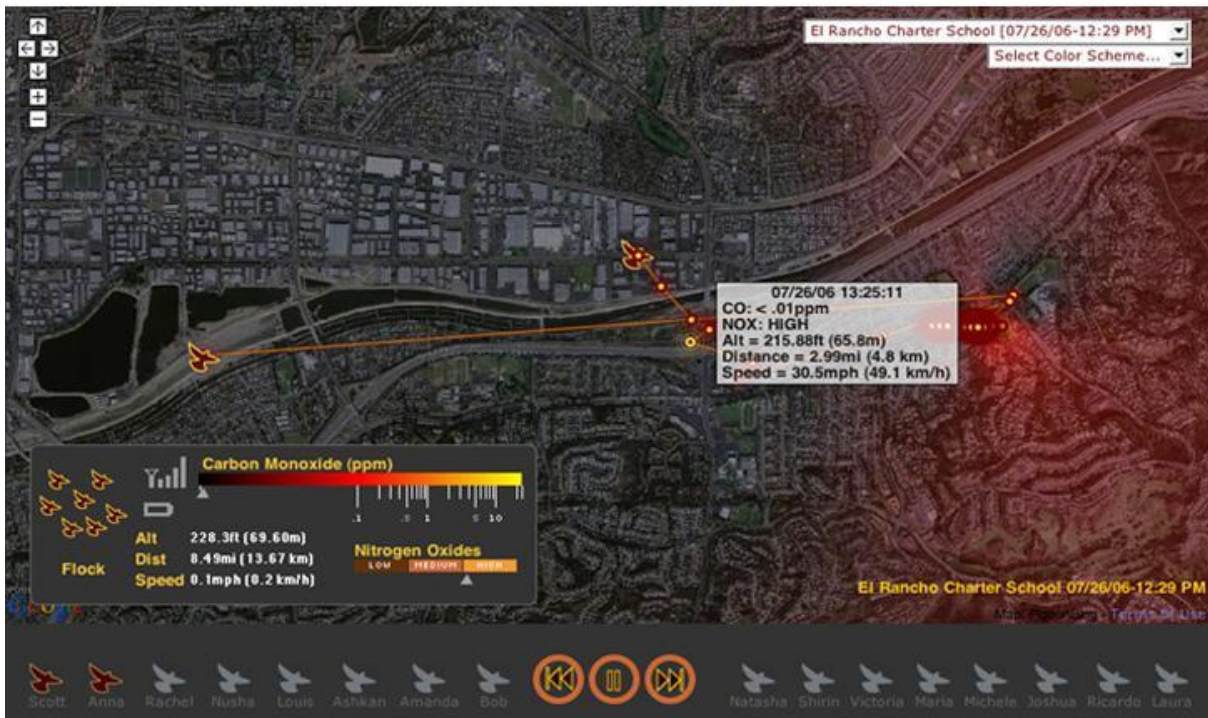 El Rancho Charter School [07/26/06-12:29 PM]
Select Color Scheme...
07/26/06 13:25:11
CO: < .01ppm
NOX: HIGH
Alt = 215.88ft (65.8m)
Distance = 2.99mi (4.8 km)
Speed = 30.5mph (49.1 km/h)
Carbon Monoxide (ppm)
.1 .5 1 5 10
Alt 228.3ft (69.60m)
Dist 8.49mi (13.67 km)
Speed 0.1mph (0.2 km/h)
Flock
Nitrogen Oxides
LOW MEDIUM HIGH
El Rancho Charter School 07/26/06-12:29 PM
Terms of Use
Scott Anna Rachel Nusha Louis Ashkan Amanda Bob Natasha Shirin Victoria Maria Michele Joshua Ricardo Laura